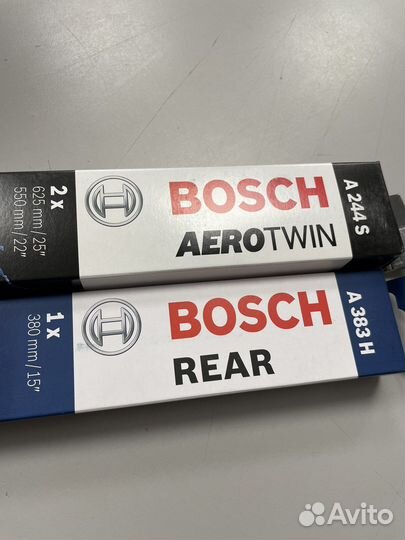 2 x
625 mm / 25"
550 mm / 22"
BOSCH
AEROTWIN
A 244 S
1 x
380 mm / 15"
BOSCH
REAR
A 383 H
Avito